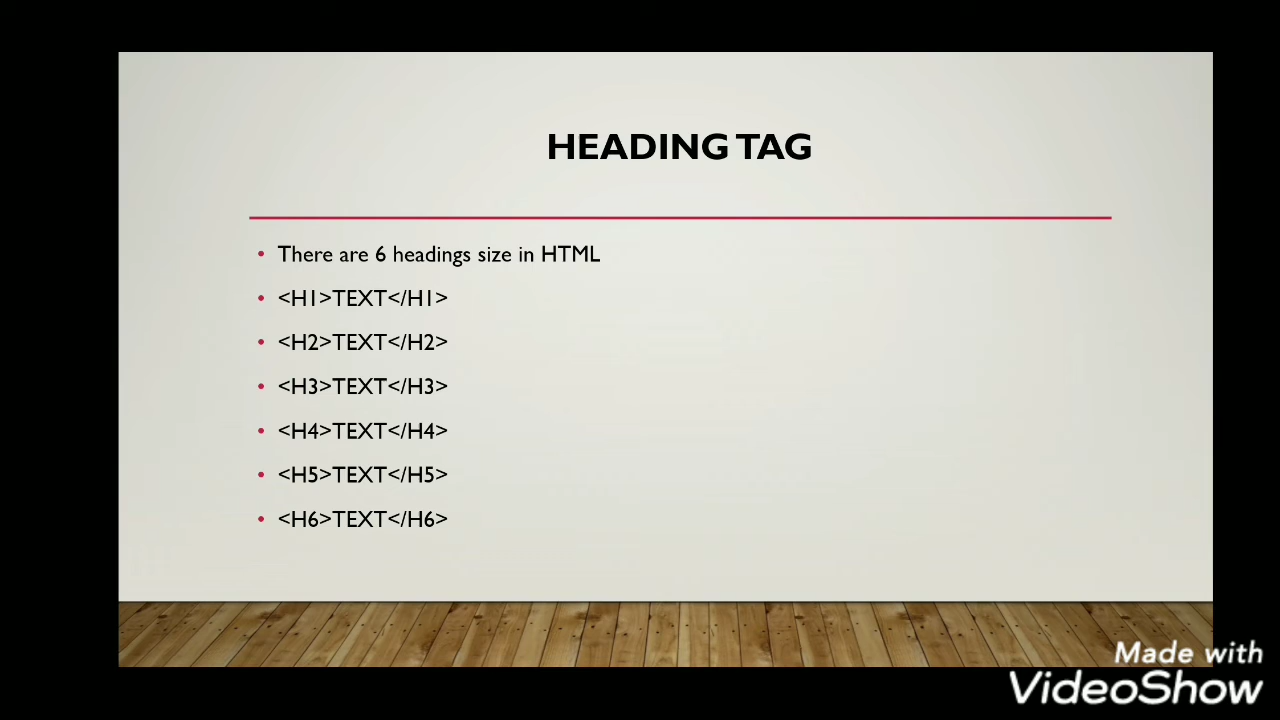 HEADING TAG
• There are 6 headings size in HTML
• <H1>TEXT</H1>
• <H2>TEXT</H2>
• <H3>TEXT</H3>
• <H4>TEXT</H4>
• <H5>TEXT</H5>
• <H6>TEXT</H6>
Made with
VideoShow